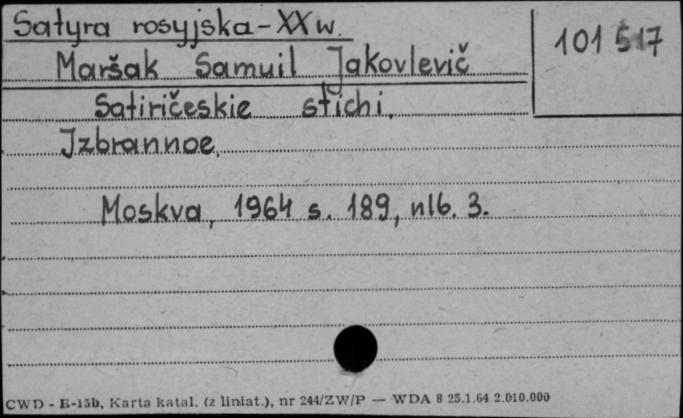 Satyra rosyjska - XX w.
101 517
Maršak Samuil Jakovlevič
Satiričeskie stichi.
Izbrannoe.
Moskva, 1964 s. 189, nlb. 3.
CWD - E-15b, Karta katal. (z liniat.), nr 244/ZW/P — WDA 8 25.1.64 2.010.000